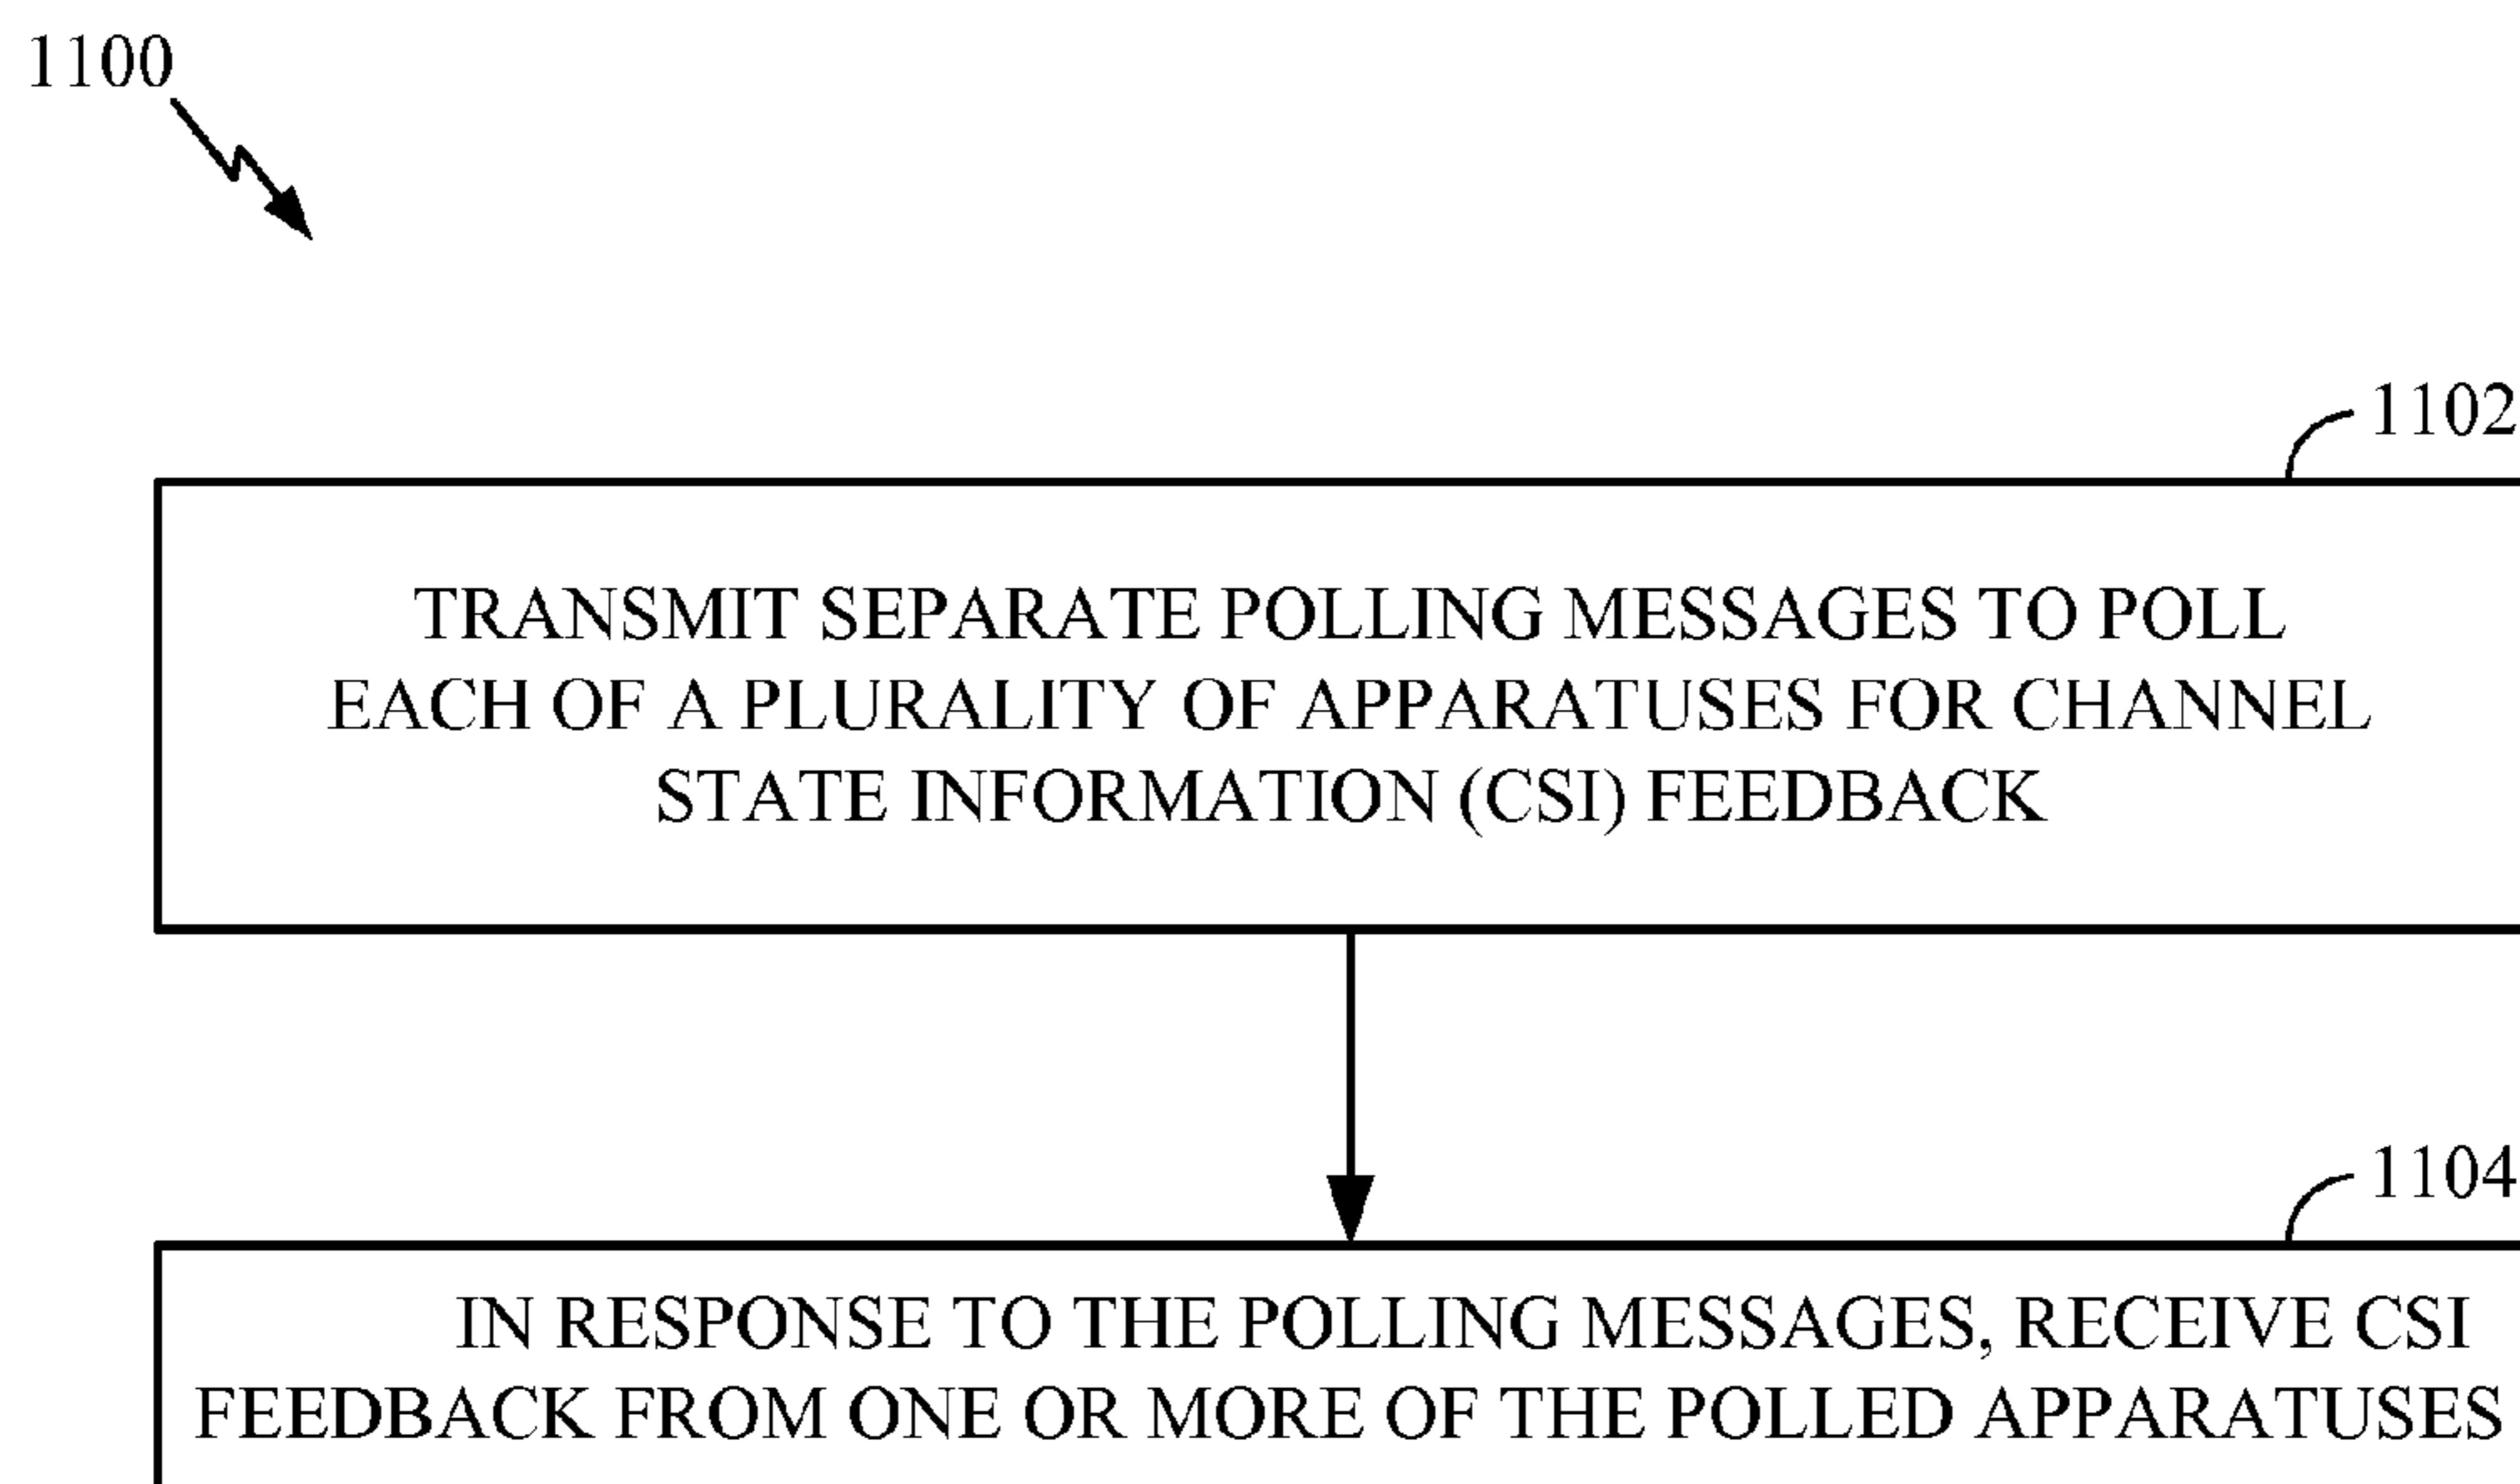 1100
1102
TRANSMIT SEPARATE POLLING MESSAGES TO POLL
EACH OF A PLURALITY OF APPARATUSES FOR CHANNEL
STATE INFORMATION (CSI) FEEDBACK
1104
IN RESPONSE TO THE POLLING MESSAGES, RECEIVE CSI
FEEDBACK FROM ONE OR MORE OF THE POLLED APPARATUSES